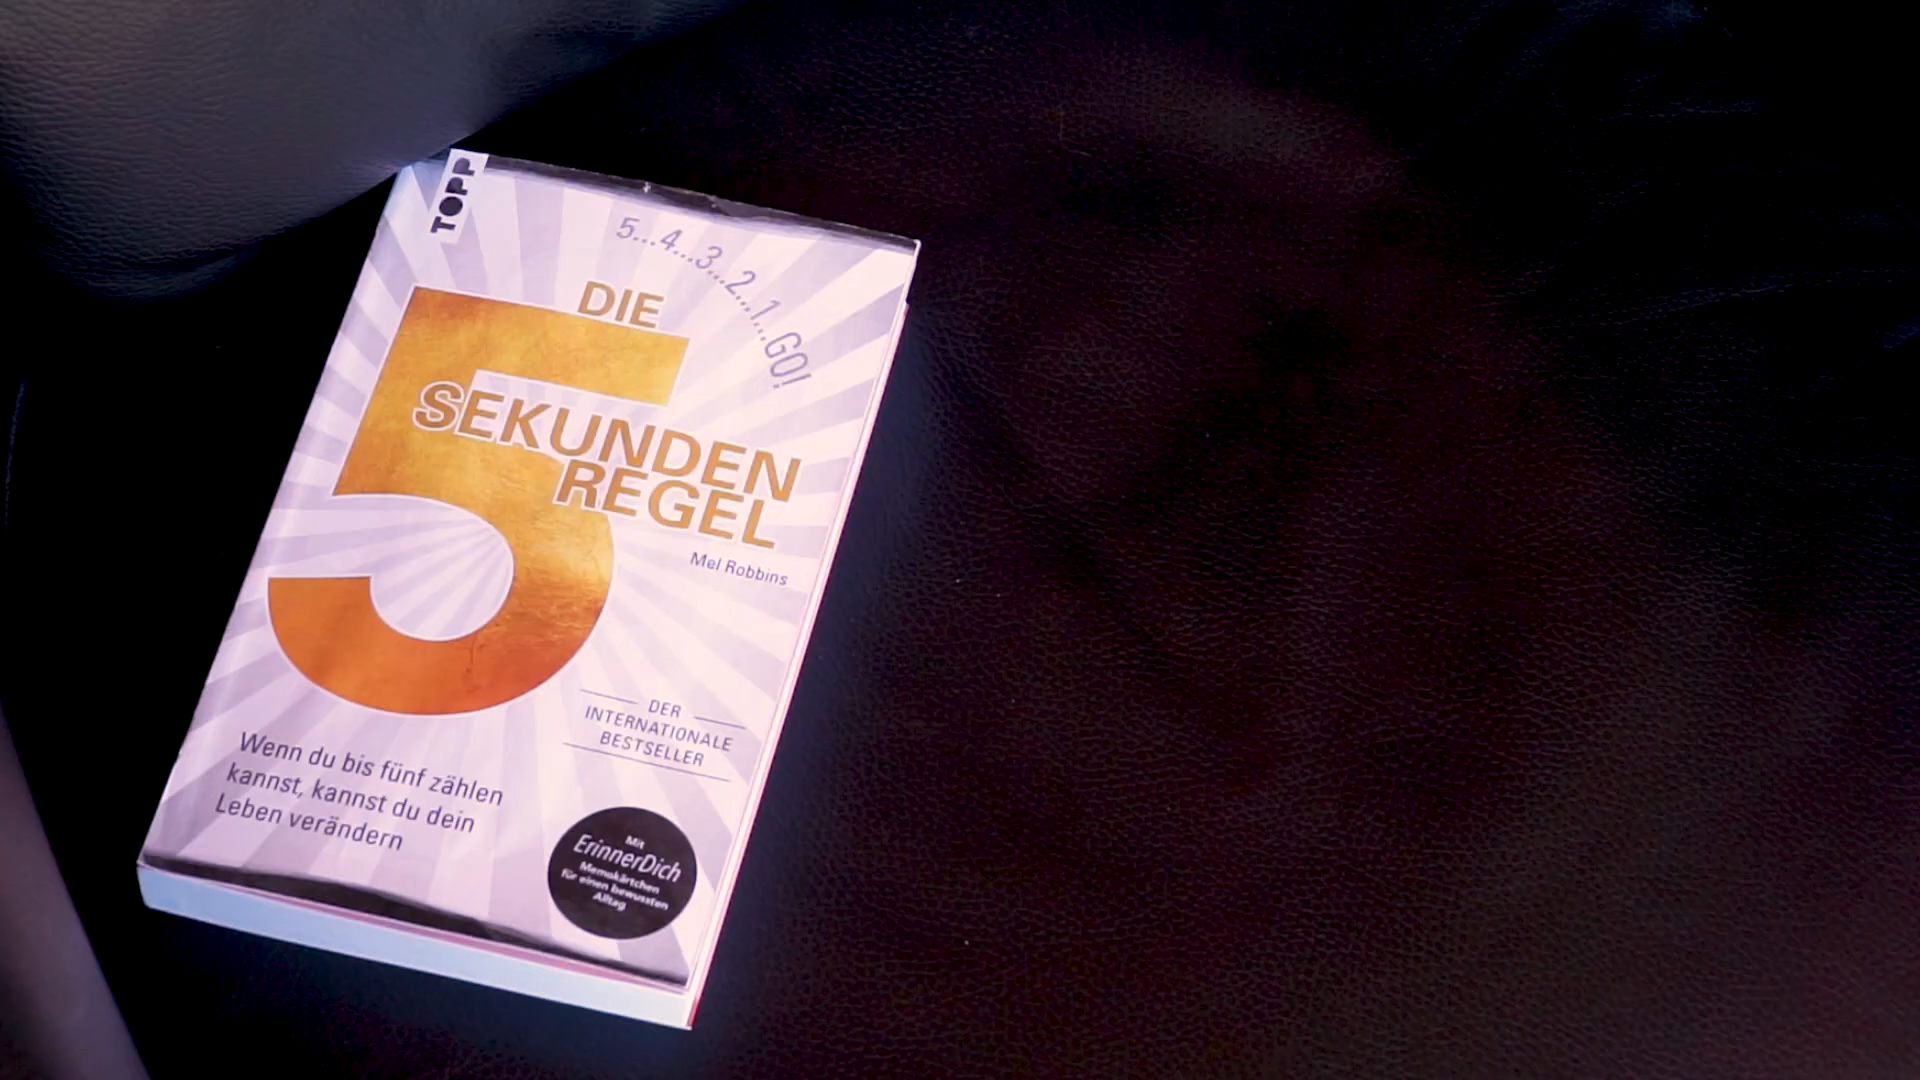 TOPP
5...4...3...2...1...GO!
DIE
5
SEKUNDEN
REGEL
Mel Robbins
DER
INTERNATIONALE
BESTSELLER
Wenn du bis fünf zählen
kannst, kannst du dein
Leben verändern
Mit
ErinnerDich
Memokärtchen
für einen bewussten
Alltag